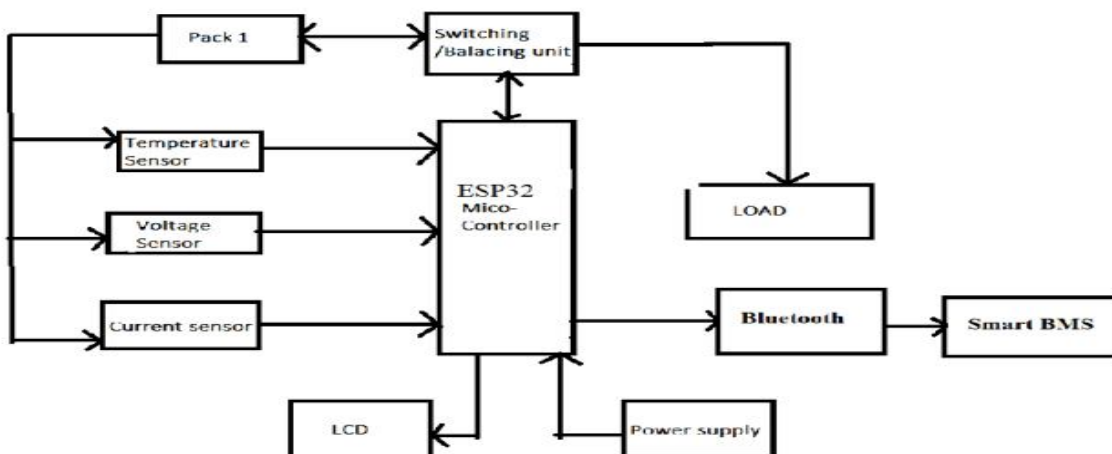 Pack 1
Switching
/Balacing unit
Temperature
Sensor
ESP32
Mico-
Controller
Voltage
Sensor
LOAD
Current sensor
Bluetooth
Smart BMS
LCD
Power supply